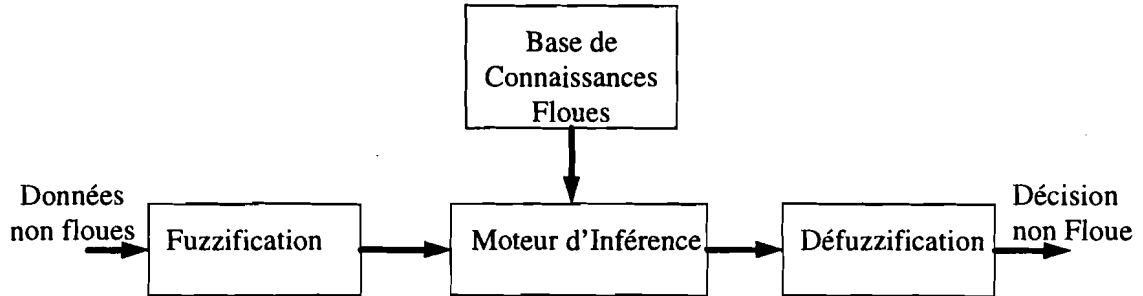 Base de
Connaissances
Floues
Données
non floues
Fuzzification
Moteur d'Inférence
Défuzzification
Décision
non Floue